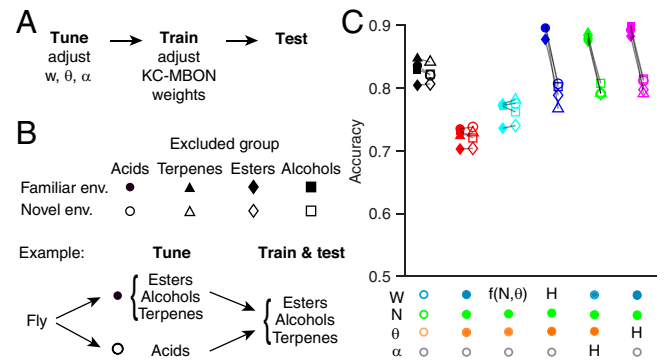 A
Tune
adjust
w, θ, α
Train
adjust
KC-MBON
weights
Test
B
Excluded group
Acids Terpenes Esters Alcohols
Familiar env.
Novel env.
Example:
Tune
Train & test
Fly
Esters
Alcohols
Terpenes
Acids
Esters
Alcohols
Terpenes
C
Accuracy
0.9
0.8
0.7
0.6
0.5
W f(N,θ) H
N
θ H
α H